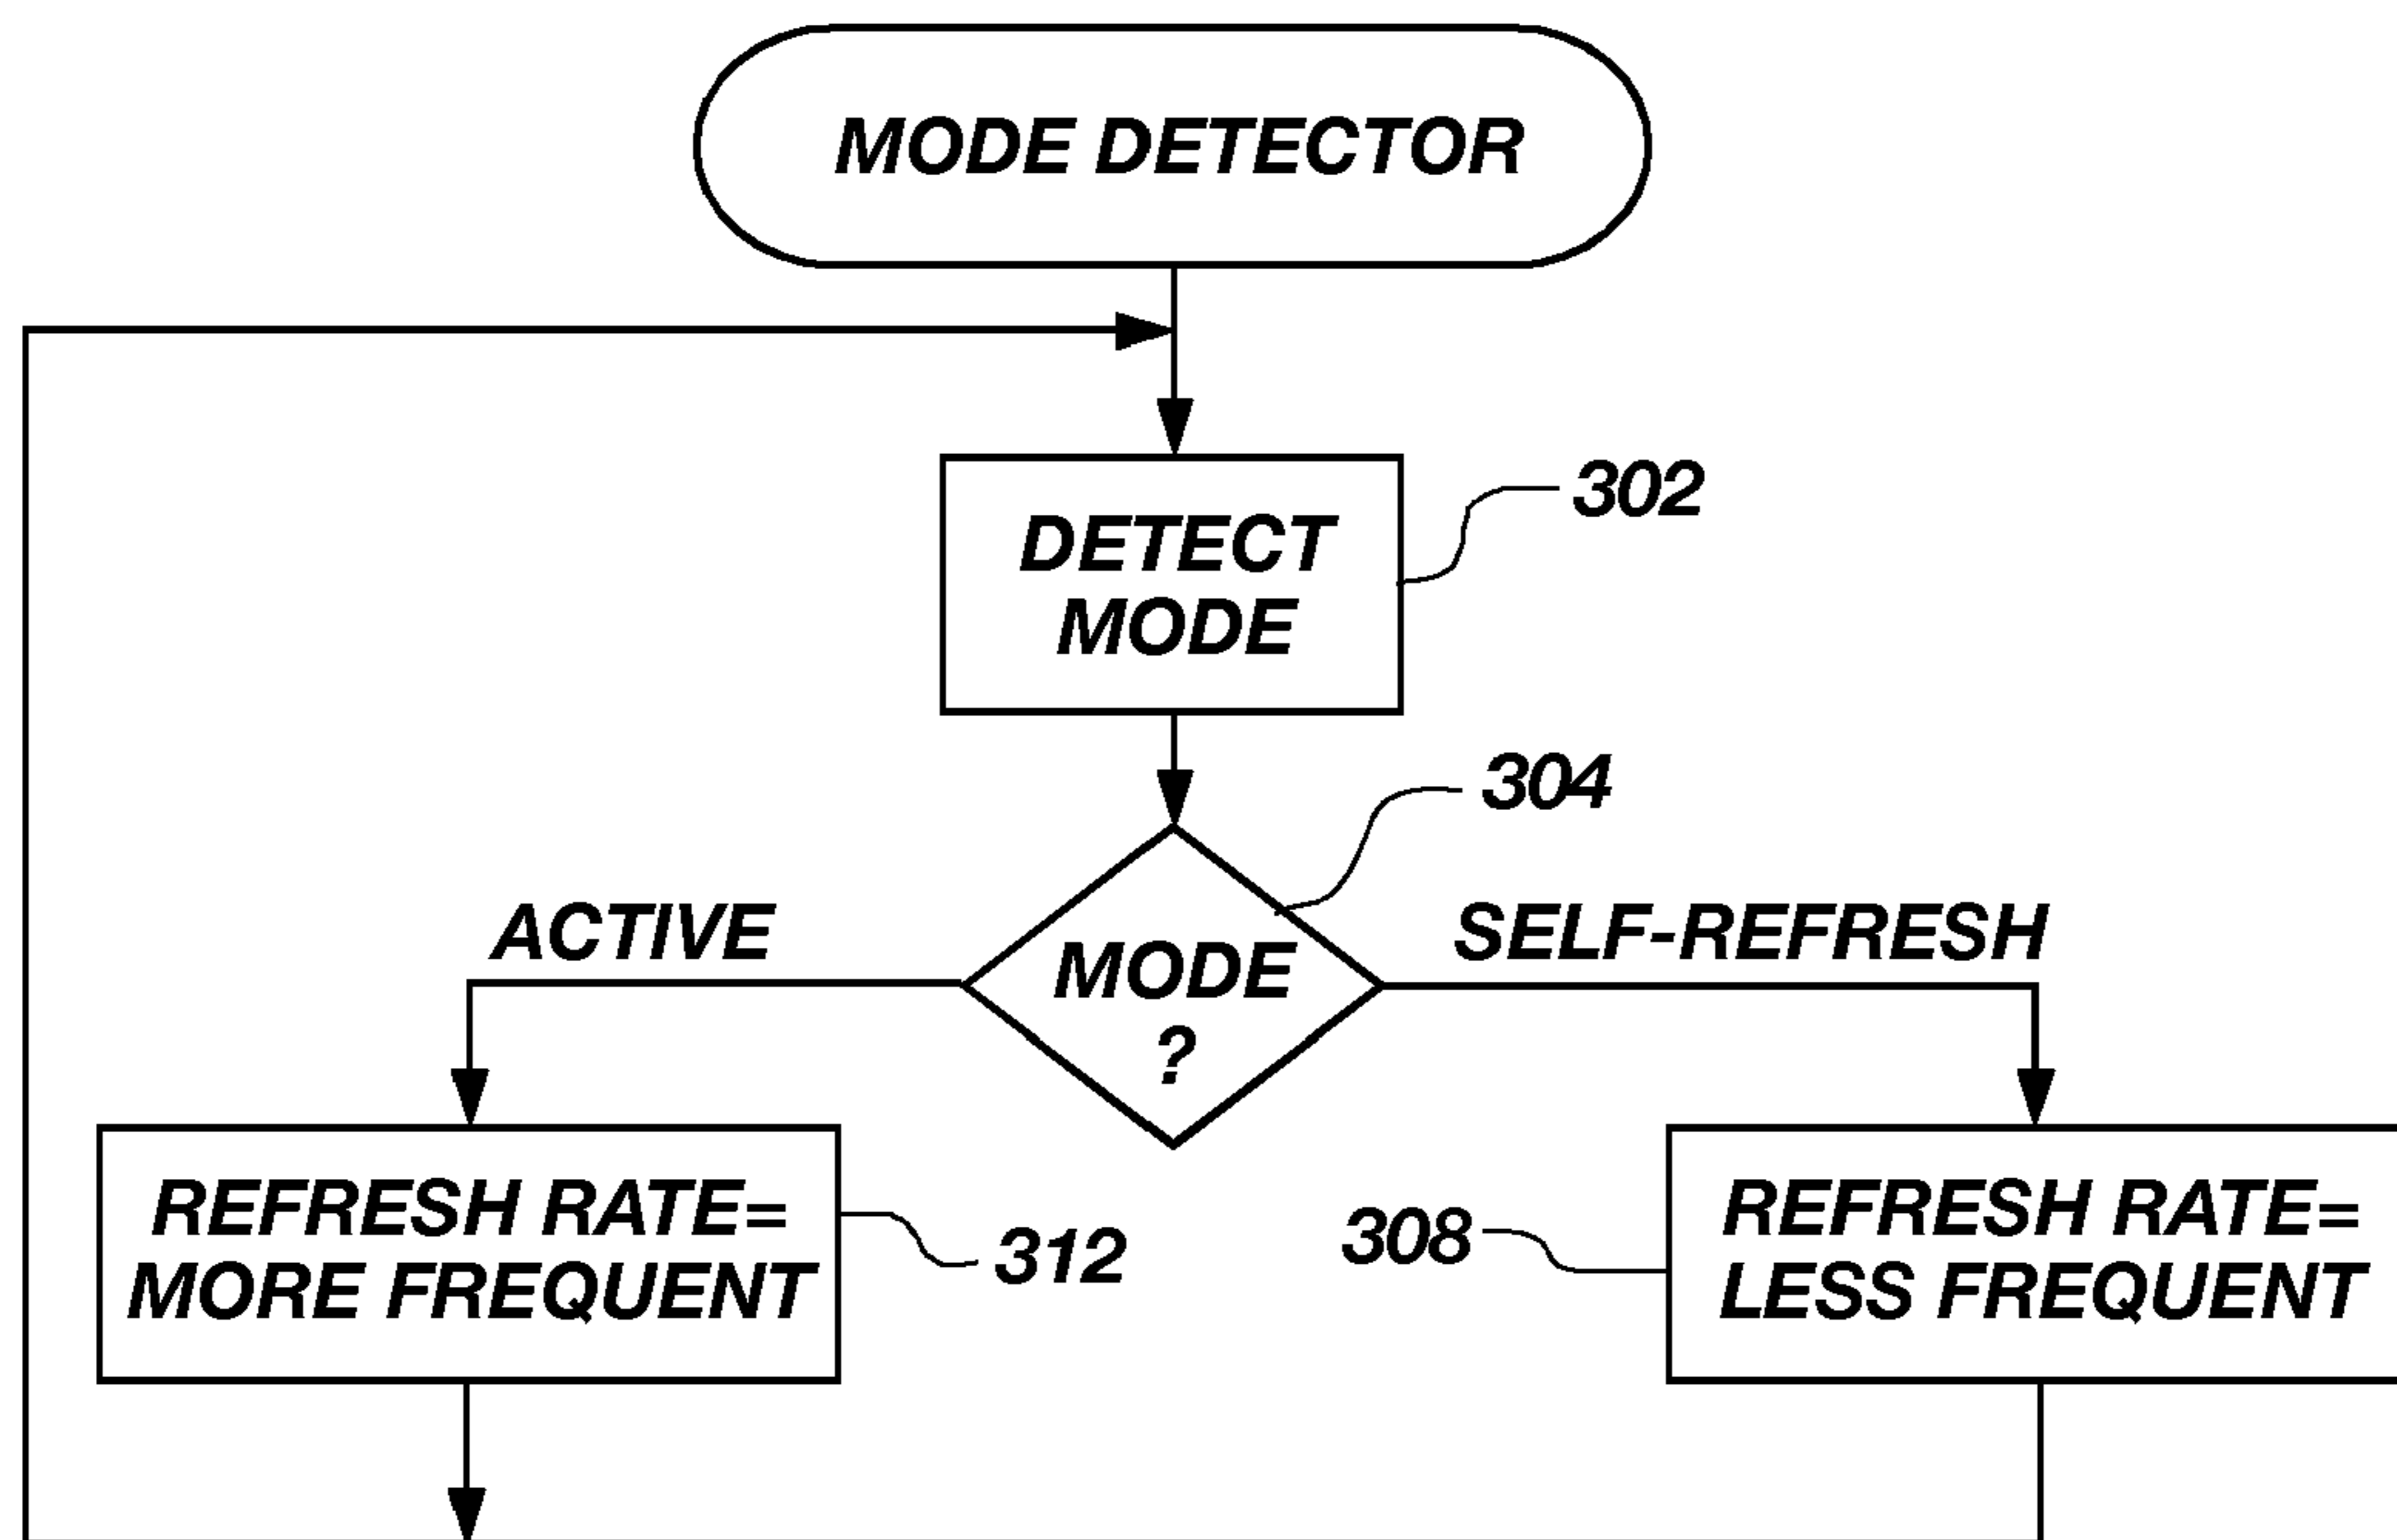 MODE DETECTOR
DETECT
MODE
302
304
ACTIVE
MODE
?
SELF-REFRESH
REFRESH RATE=
MORE FREQUENT
312
308
REFRESH RATE=
LESS FREQUENT